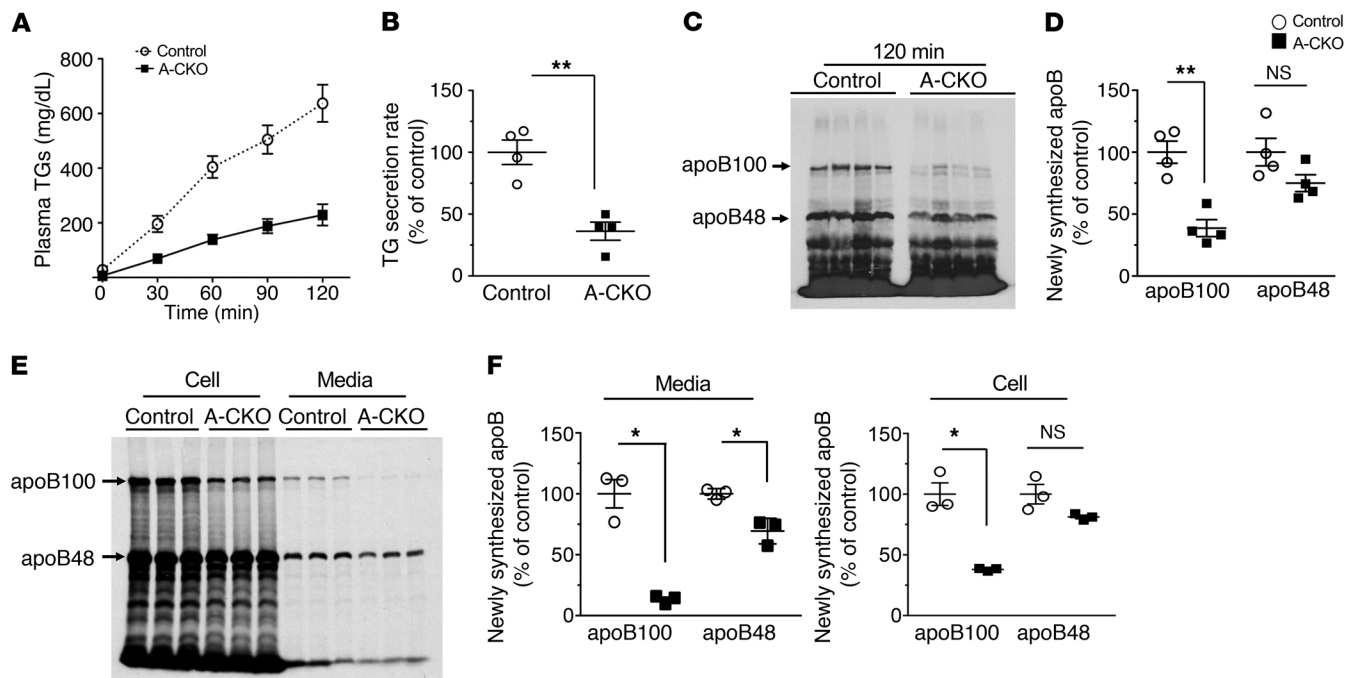 A
Control
A-CKO
Plasma TGs (mg/dL)
800
600
400
200
0
0 30 60 90 120
Time (min)
B
TG secretion rate
(% of control)
150
100
50
0
**
Control A-CKO
C
120 min
Control A-CKO
apoB100
apoB48
D
Control
A-CKO
Newly synthesized apoB
(% of control)
150
100
50
0
** NS
apoB100 apoB48
E
Cell Media
Control A-CKO Control A-CKO
apoB100
apoB48
F
Media
Newly synthesized apoB
(% of control)
150
100
50
0
* *
apoB100 apoB48
Cell
Newly synthesized apoB
(% of control)
150
100
50
0
* NS
apoB100 apoB48